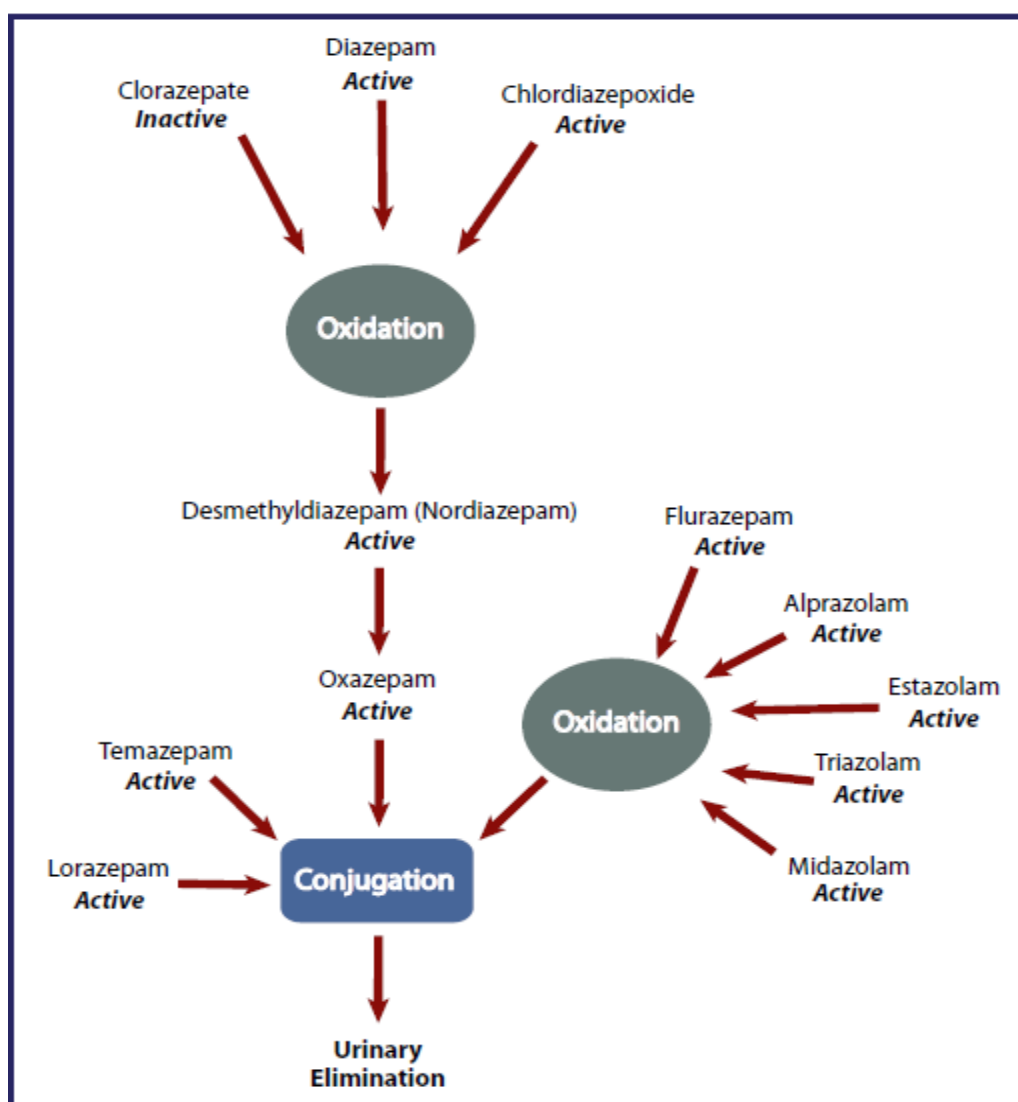 Diazepam
Active
Clorazepate
Inactive
Chlordiazepoxide
Active
Oxidation
Desmethyldiazepam (Nordiazepam)
Active
Flurazepam
Active
Alprazolam
Active
Oxazepam
Active
Estazolam
Active
Oxidation
Temazepam
Active
Triazolam
Active
Lorazepam
Active
Conjugation
Midazolam
Active
Urinary
Elimination